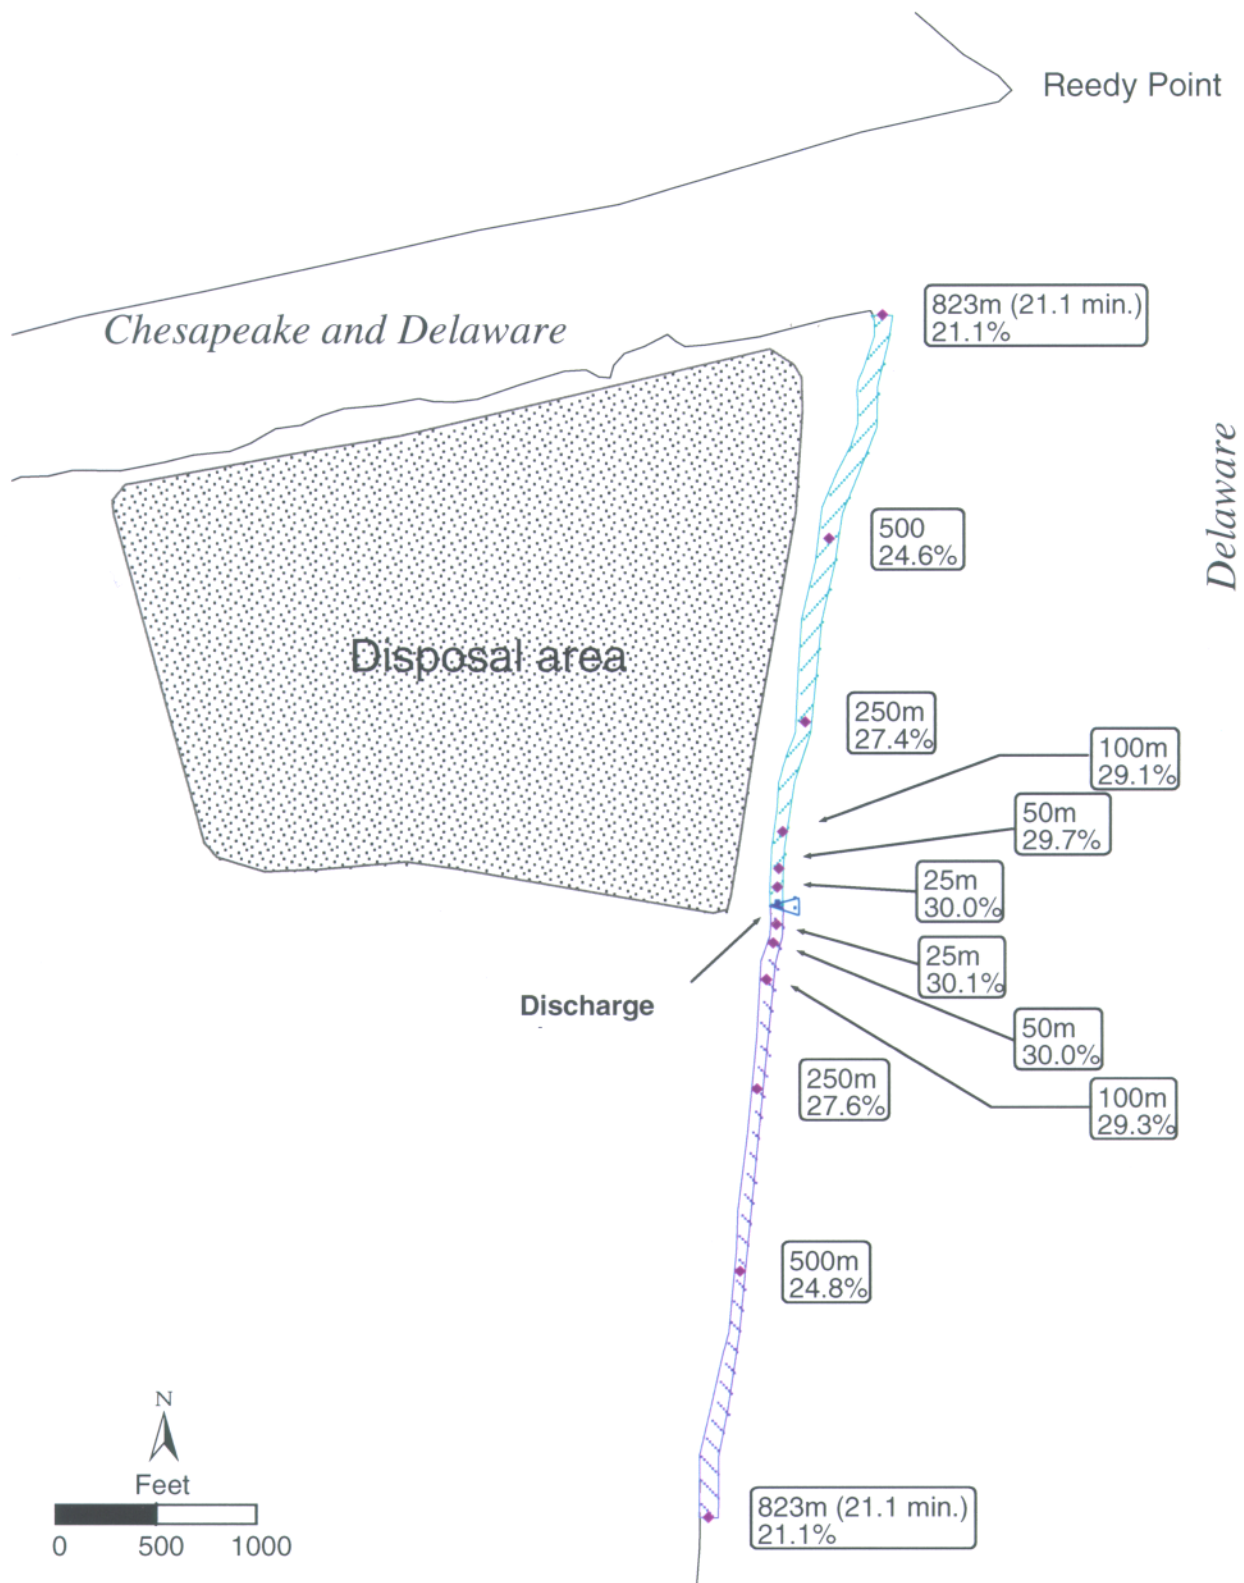 Reedy Point
823m (21.1 min.)
21.1%
Chesapeake and Delaware
Delaware
500
24.6%
Disposal area
250m
27.4%
100m
29.1%
50m
29.7%
25m
30.0%
25m
30.1%
Discharge
50m
30.0%
250m
27.6%
100m
29.3%
500m
24.8%
N
Feet
0 500 1000
823m (21.1 min.)
21.1%